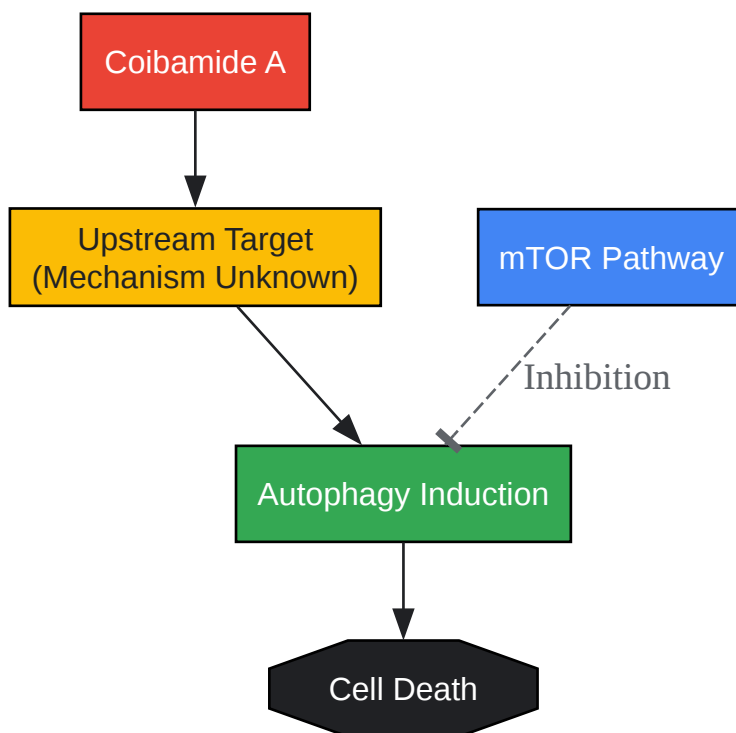 Coibamide A
Upstream Target
(Mechanism Unknown)
mTOR Pathway
Inhibition
Autophagy Induction
Cell Death